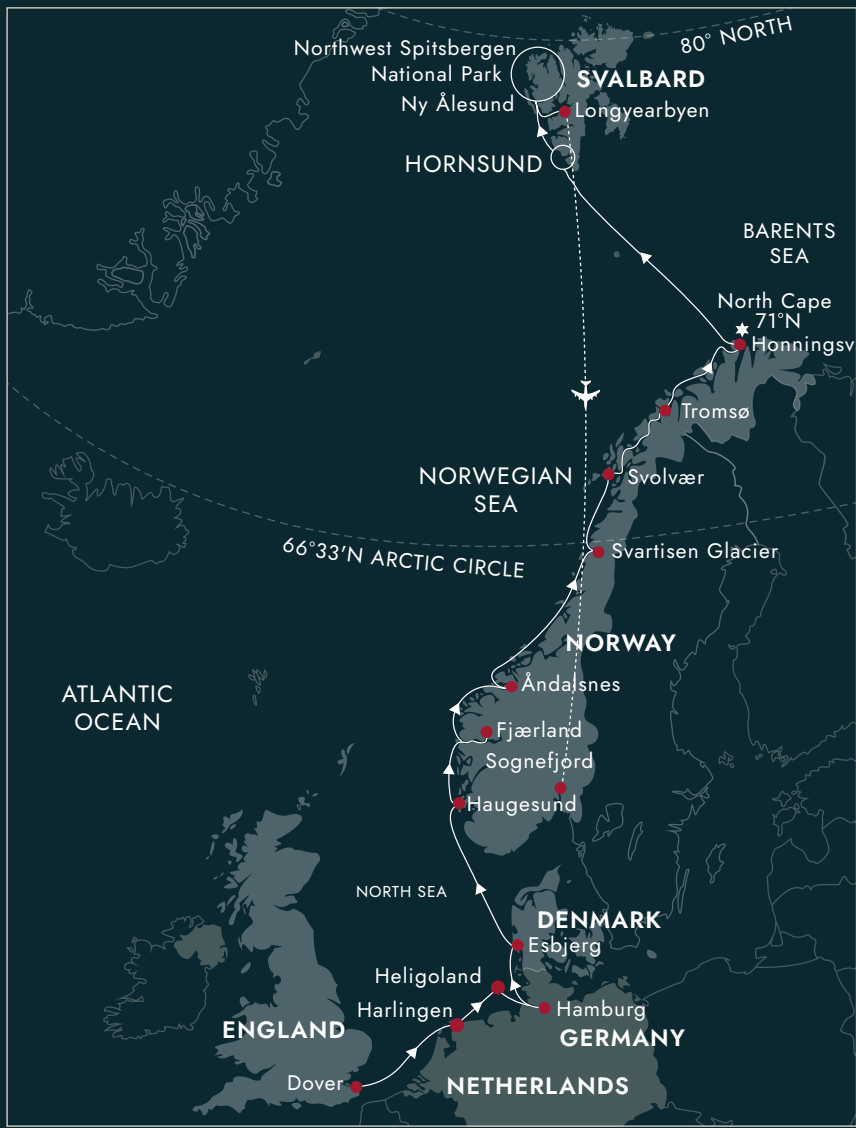 80° NORTH
Northwest Spitsbergen
National Park
SVALBARD
Ny Ålesund
Longyearbyen
HORNSUND
BARENTS
SEA
North Cape
71°N
Honningsv
Tromsø
NORWEGIAN
SEA
Svolvær
66°33'N ARCTIC CIRCLE
Svartisen Glacier
NORWAY
ATLANTIC
OCEAN
Åndalsnes
Fjærland
Sognefjord
Haugesund
NORTH SEA
DENMARK
Esbjerg
Heligoland
Harlingen
Hamburg
ENGLAND
GERMANY
Dover
NETHERLANDS